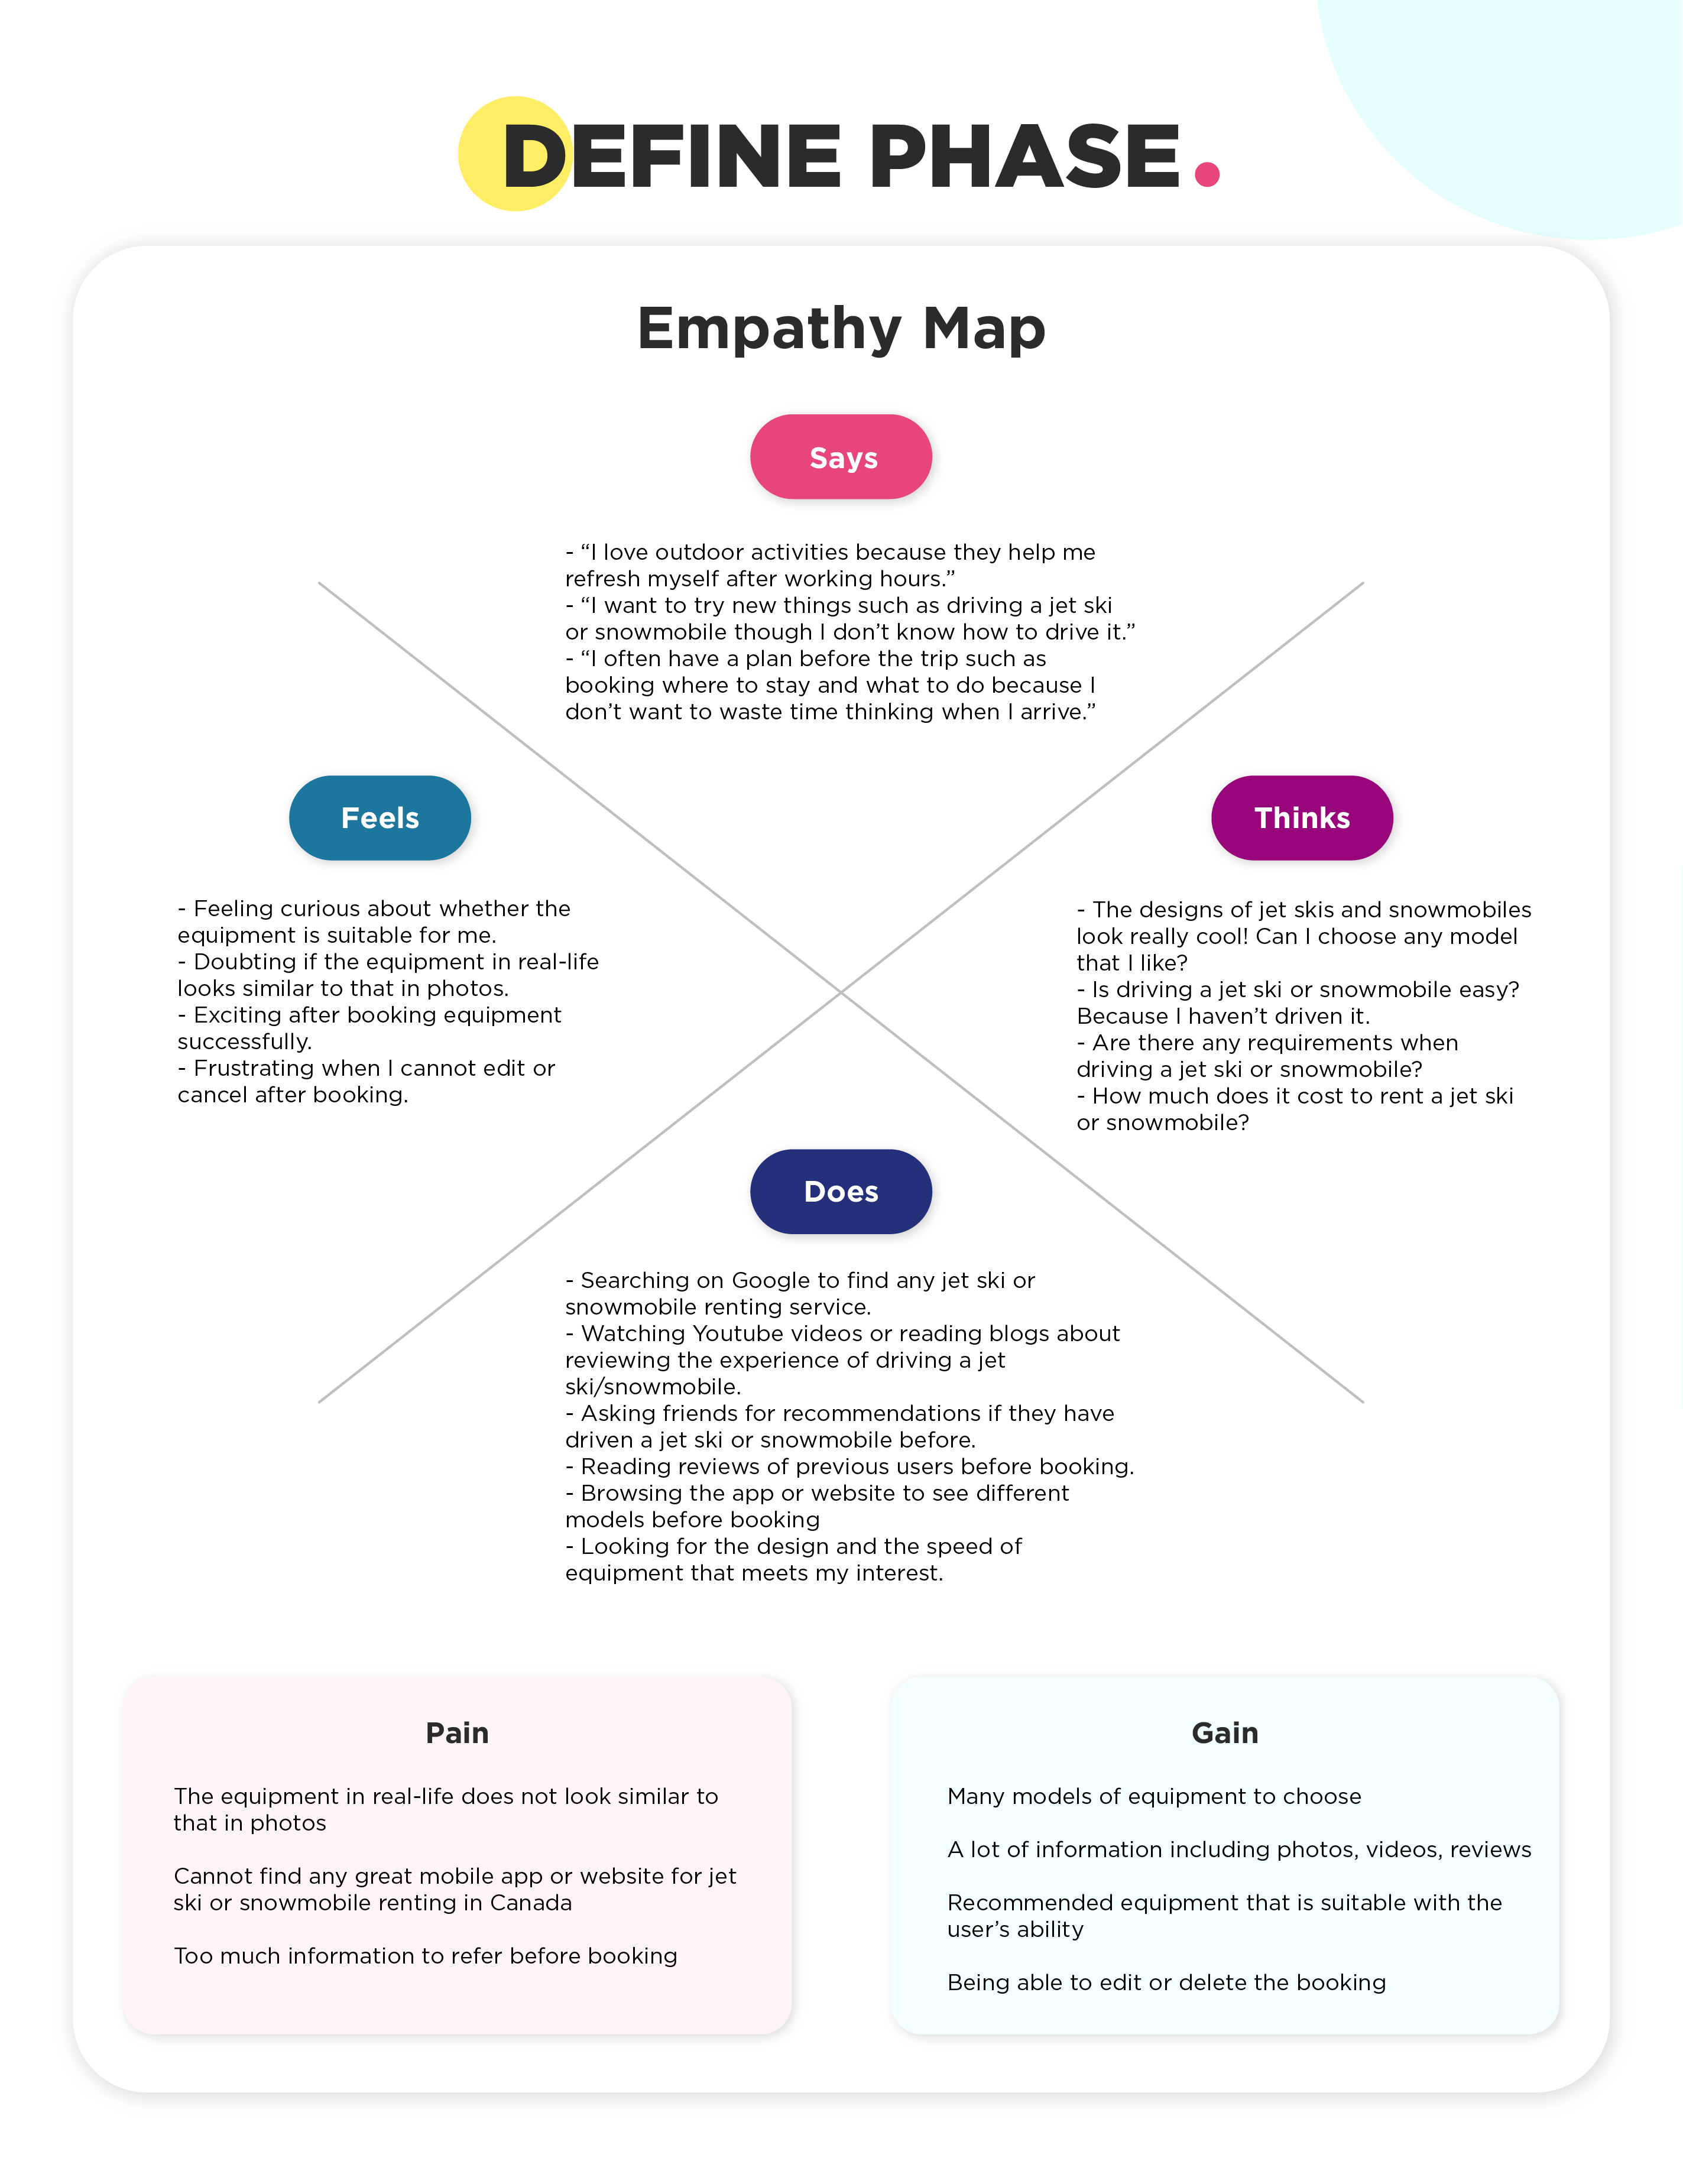 DEFINE PHASE.
Empathy Map
Says
- “I love outdoor activities because they help me
refresh myself after working hours.”
- “I want to try new things such as driving a jet ski
or snowmobile though I don’t know how to drive it.”
- “I often have a plan before the trip such as
booking where to stay and what to do because I
don’t want to waste time thinking when I arrive.”
Feels
- Feeling curious about whether the
equipment is suitable for me.
- Doubting if the equipment in real-life
looks similar to that in photos.
- Exciting after booking equipment
successfully.
- Frustrating when I cannot edit or
cancel after booking.
Thinks
- The designs of jet skis and snowmobiles
look really cool! Can I choose any model
that I like?
- Is driving a jet ski or snowmobile easy?
Because I haven’t driven it.
- Are there any requirements when
driving a jet ski or snowmobile?
- How much does it cost to rent a jet ski
or snowmobile?
Does
- Searching on Google to find any jet ski or
snowmobile renting service.
- Watching Youtube videos or reading blogs about
reviewing the experience of driving a jet
ski/snowmobile.
- Asking friends for recommendations if they have
driven a jet ski or snowmobile before.
- Reading reviews of previous users before booking.
- Browsing the app or website to see different
models before booking
- Looking for the design and the speed of
equipment that meets my interest.
Pain
The equipment in real-life does not look similar to
that in photos
Cannot find any great mobile app or website for jet
ski or snowmobile renting in Canada
Too much information to refer before booking
Gain
Many models of equipment to choose
A lot of information including photos, videos, reviews
Recommended equipment that is suitable with the
user’s ability
Being able to edit or delete the booking